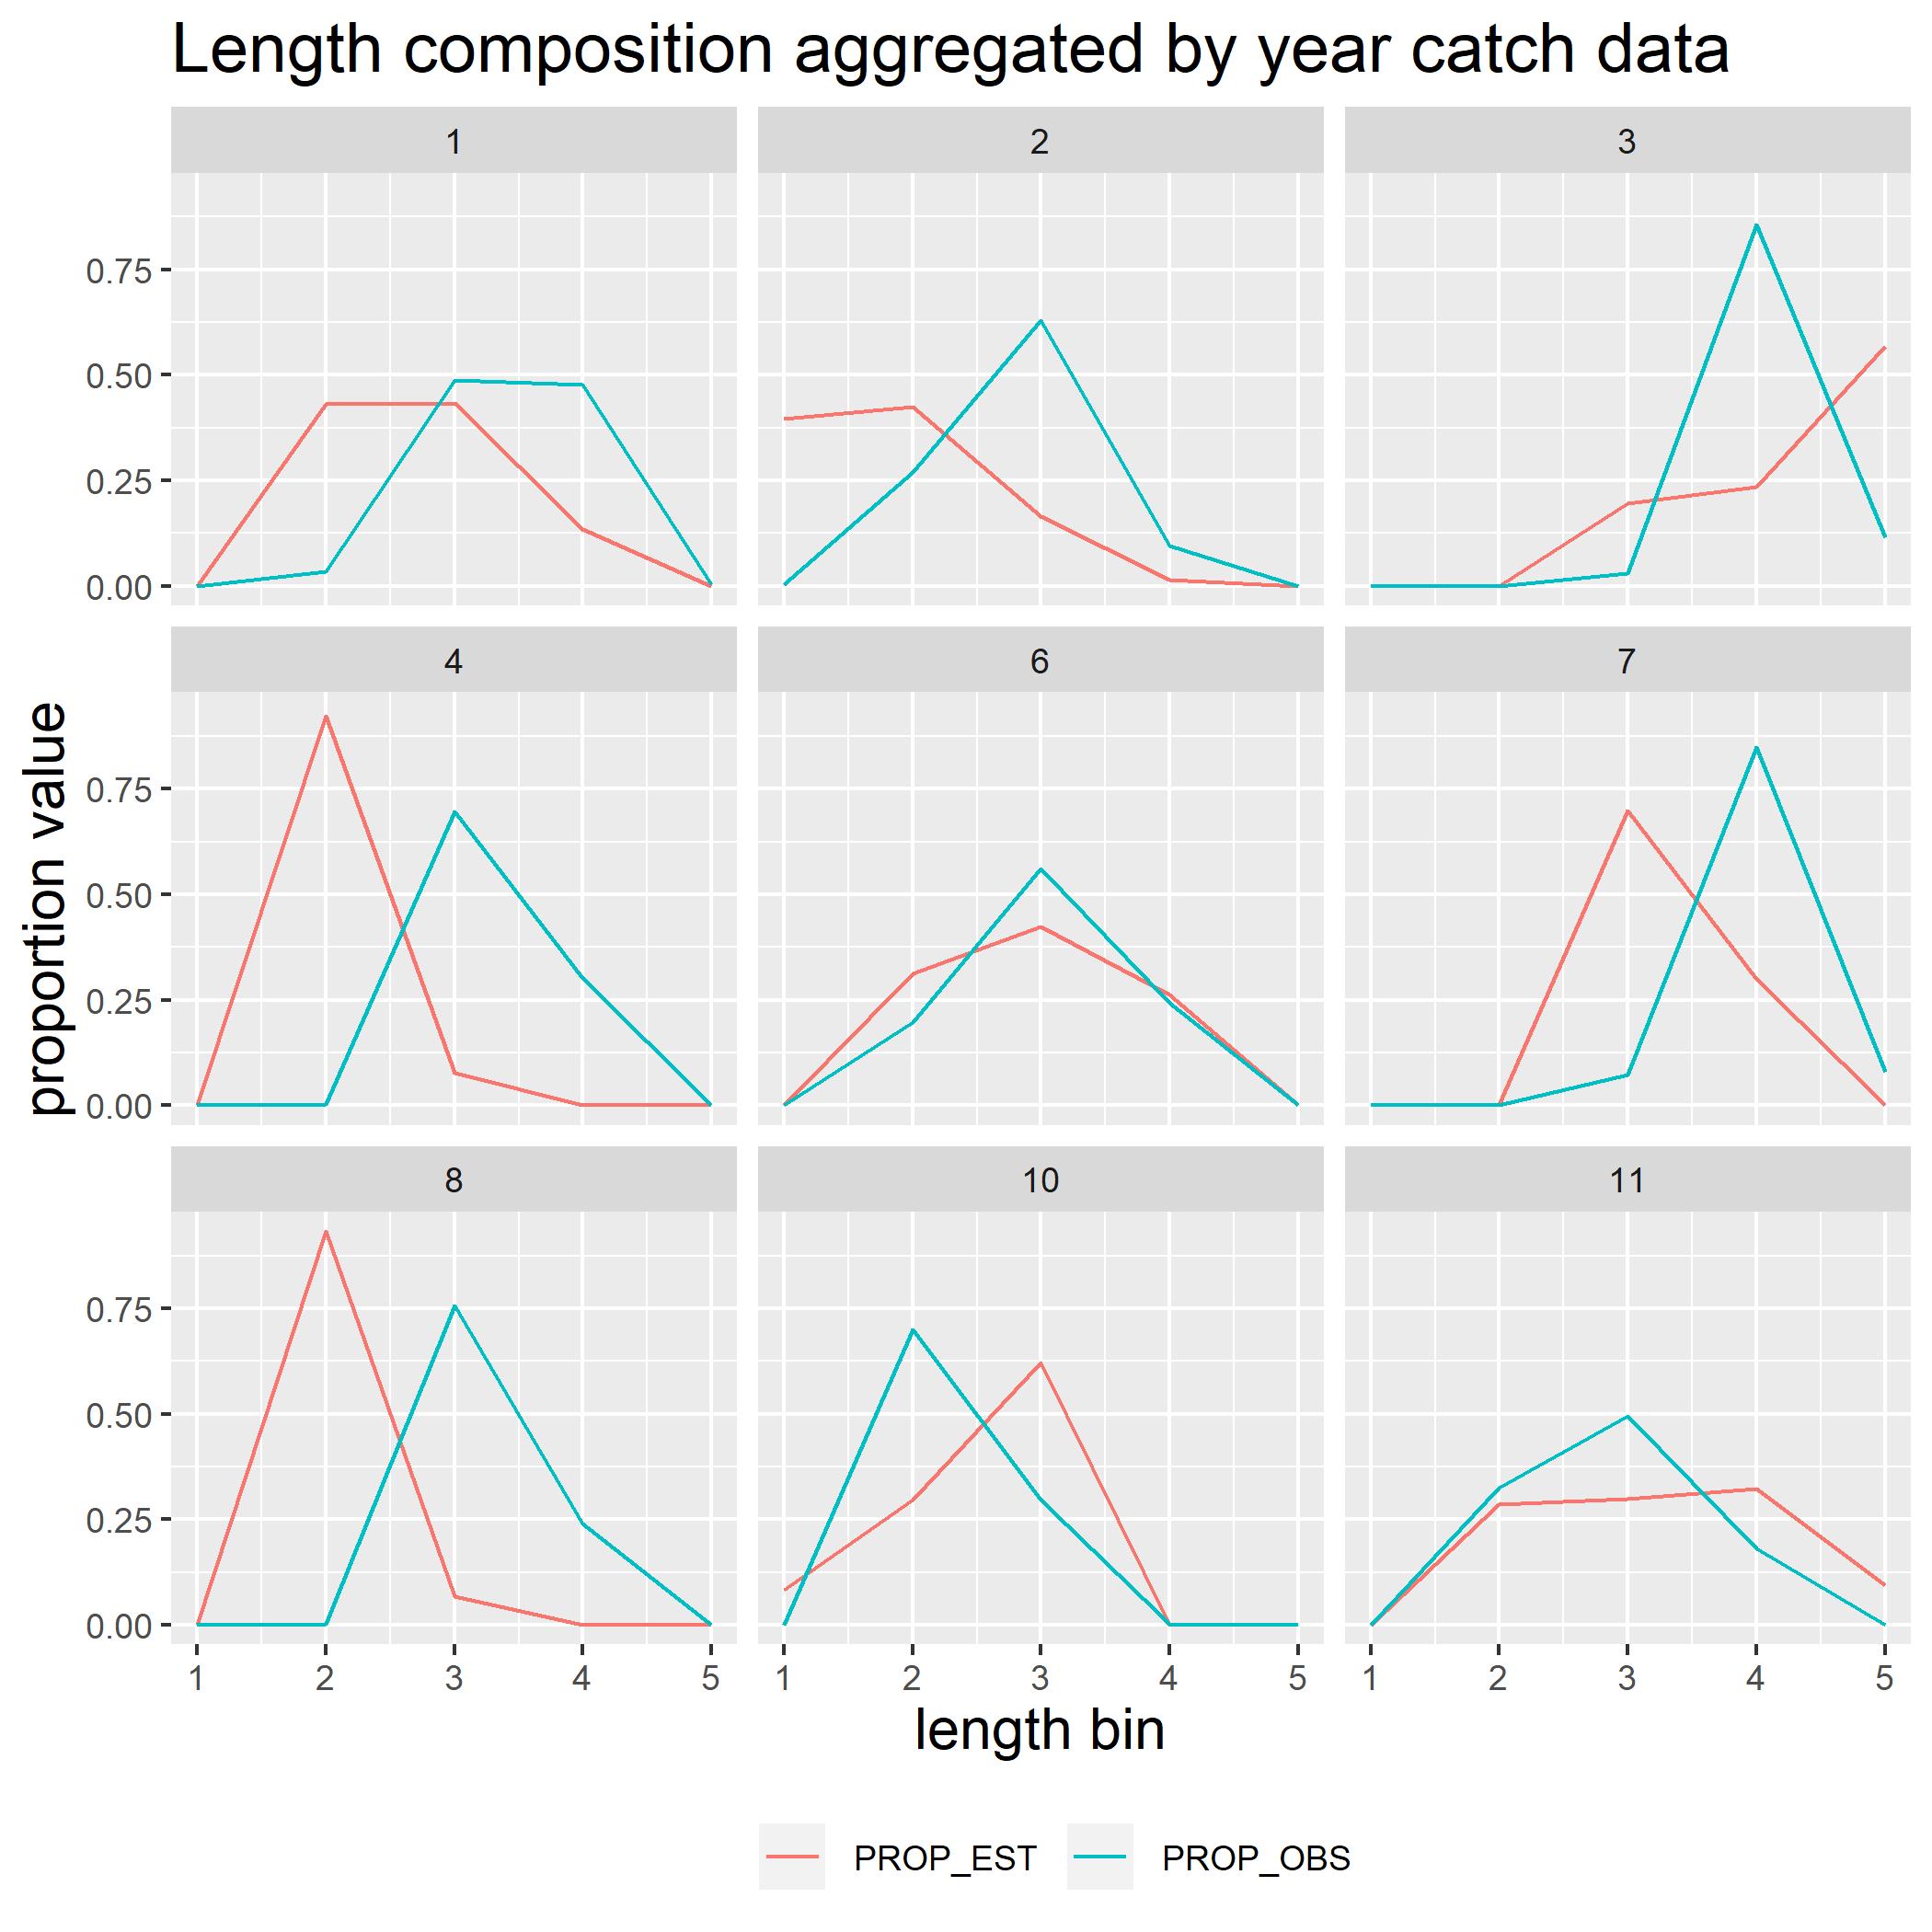 Length composition aggregated by year catch data
1 2 3
0.75
0.50
0.25
0.00
4 6 7
proportion value
0.75
0.50
0.25
0.00
8 10 11
0.75
0.50
0.25
0.00
1 2 3 4 5 1 2 3 4 5 1 2 3 4 5
length bin
PROP_EST PROP_OBS